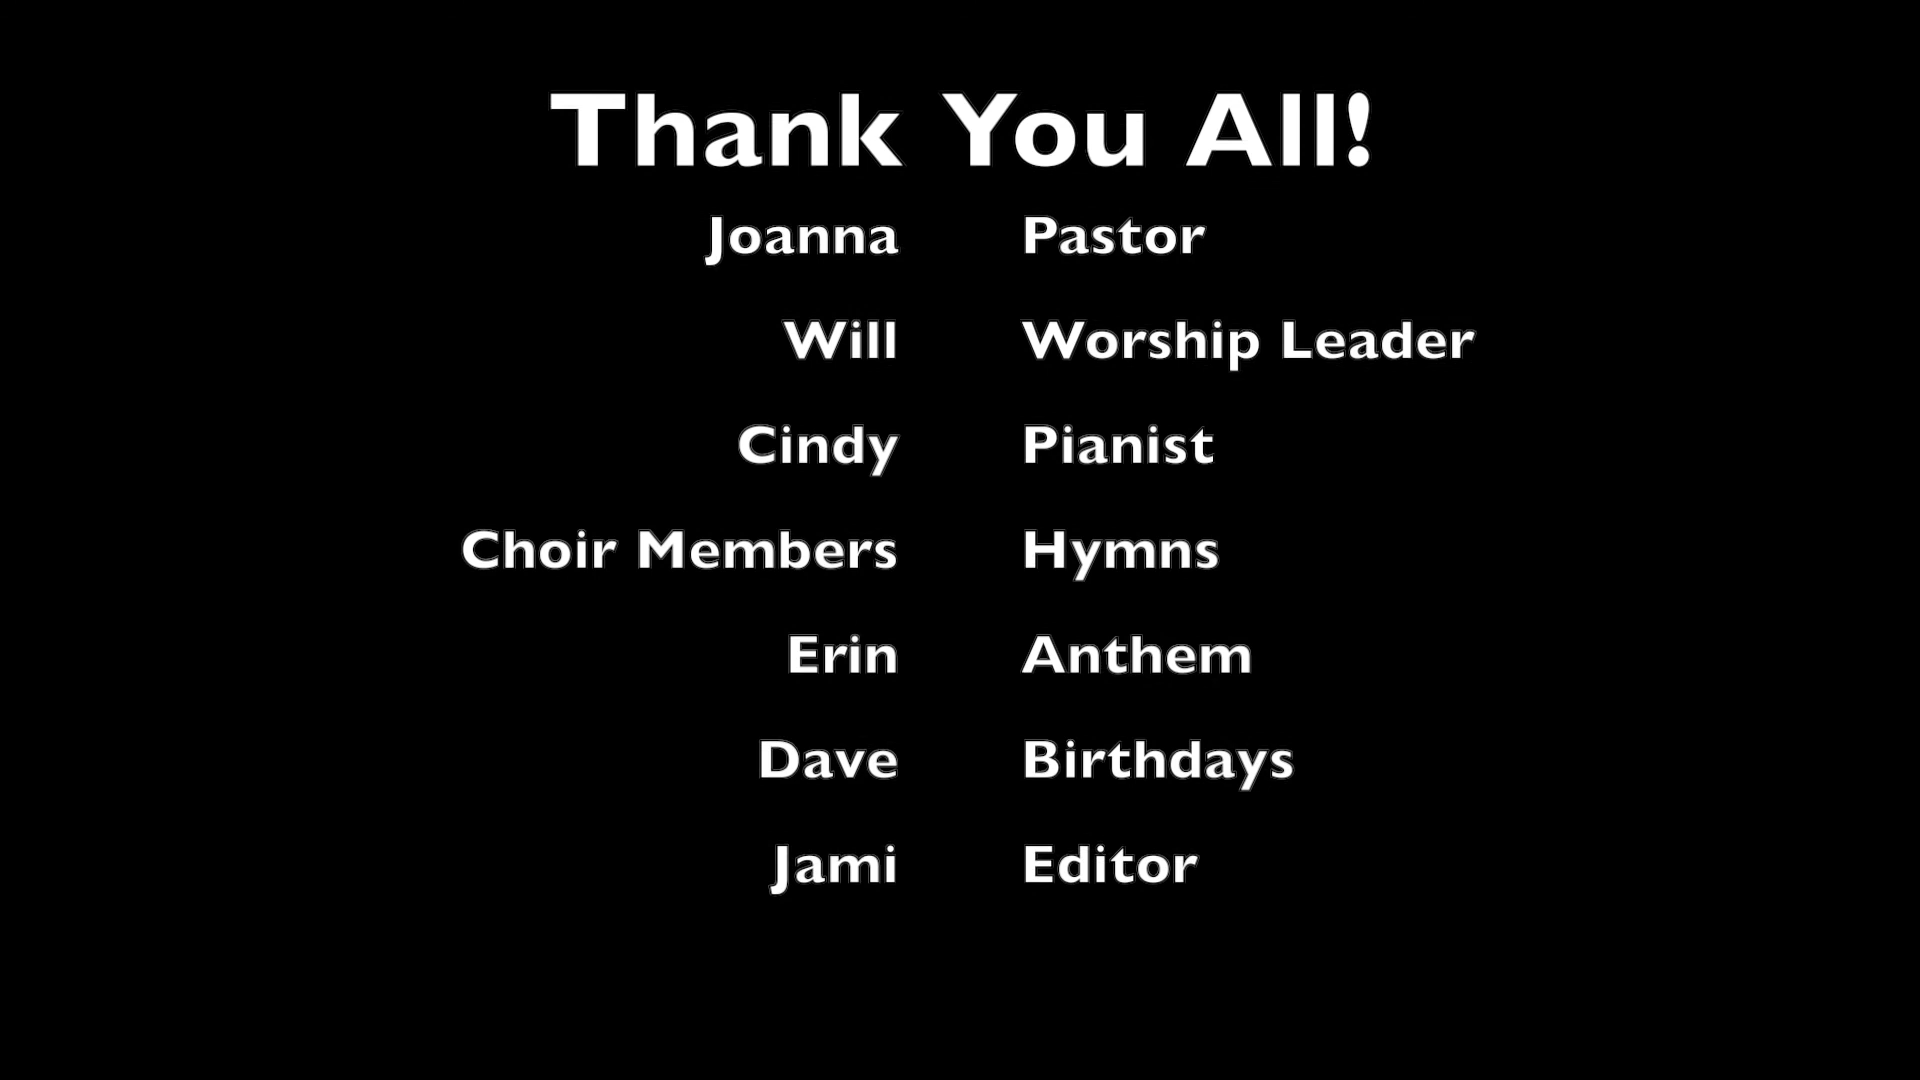 Thank You All!
Joanna Pastor
Will Worship Leader
Cindy Pianist
Choir Members Hymns
Erin Anthem
Dave Birthdays
Jami Editor